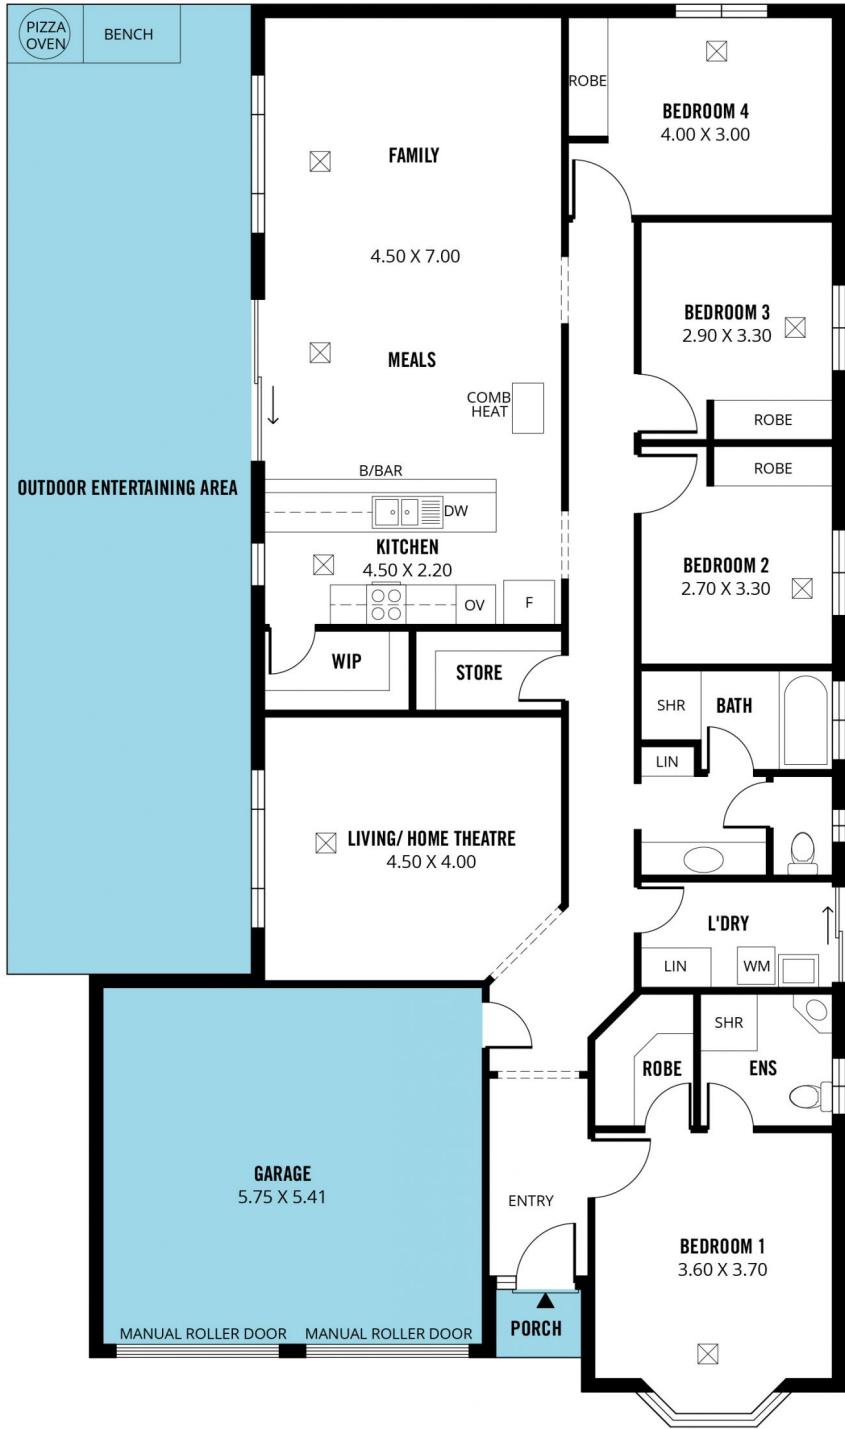 PIZZA
OVEN
BENCH
ROBE
BEDROOM 4
4.00 X 3.00
FAMILY
4.50 X 7.00
BEDROOM 3
2.90 X 3.30
MEALS
COMB
HEAT
ROBE
B/BAR
ROBE
OUTDOOR ENTERTAINING AREA
DW
KITCHEN
4.50 X 2.20
BEDROOM 2
2.70 X 3.30
OV
F
WIP
STORE
SHR
BATH
LIN
LIVING/ HOME THEATRE
4.50 X 4.00
L'DRY
LIN
WM
SHR
ROBE
ENS
GARAGE
5.75 X 5.41
ENTRY
BEDROOM 1
3.60 X 3.70
MANUAL ROLLER DOOR
MANUAL ROLLER DOOR
PORCH